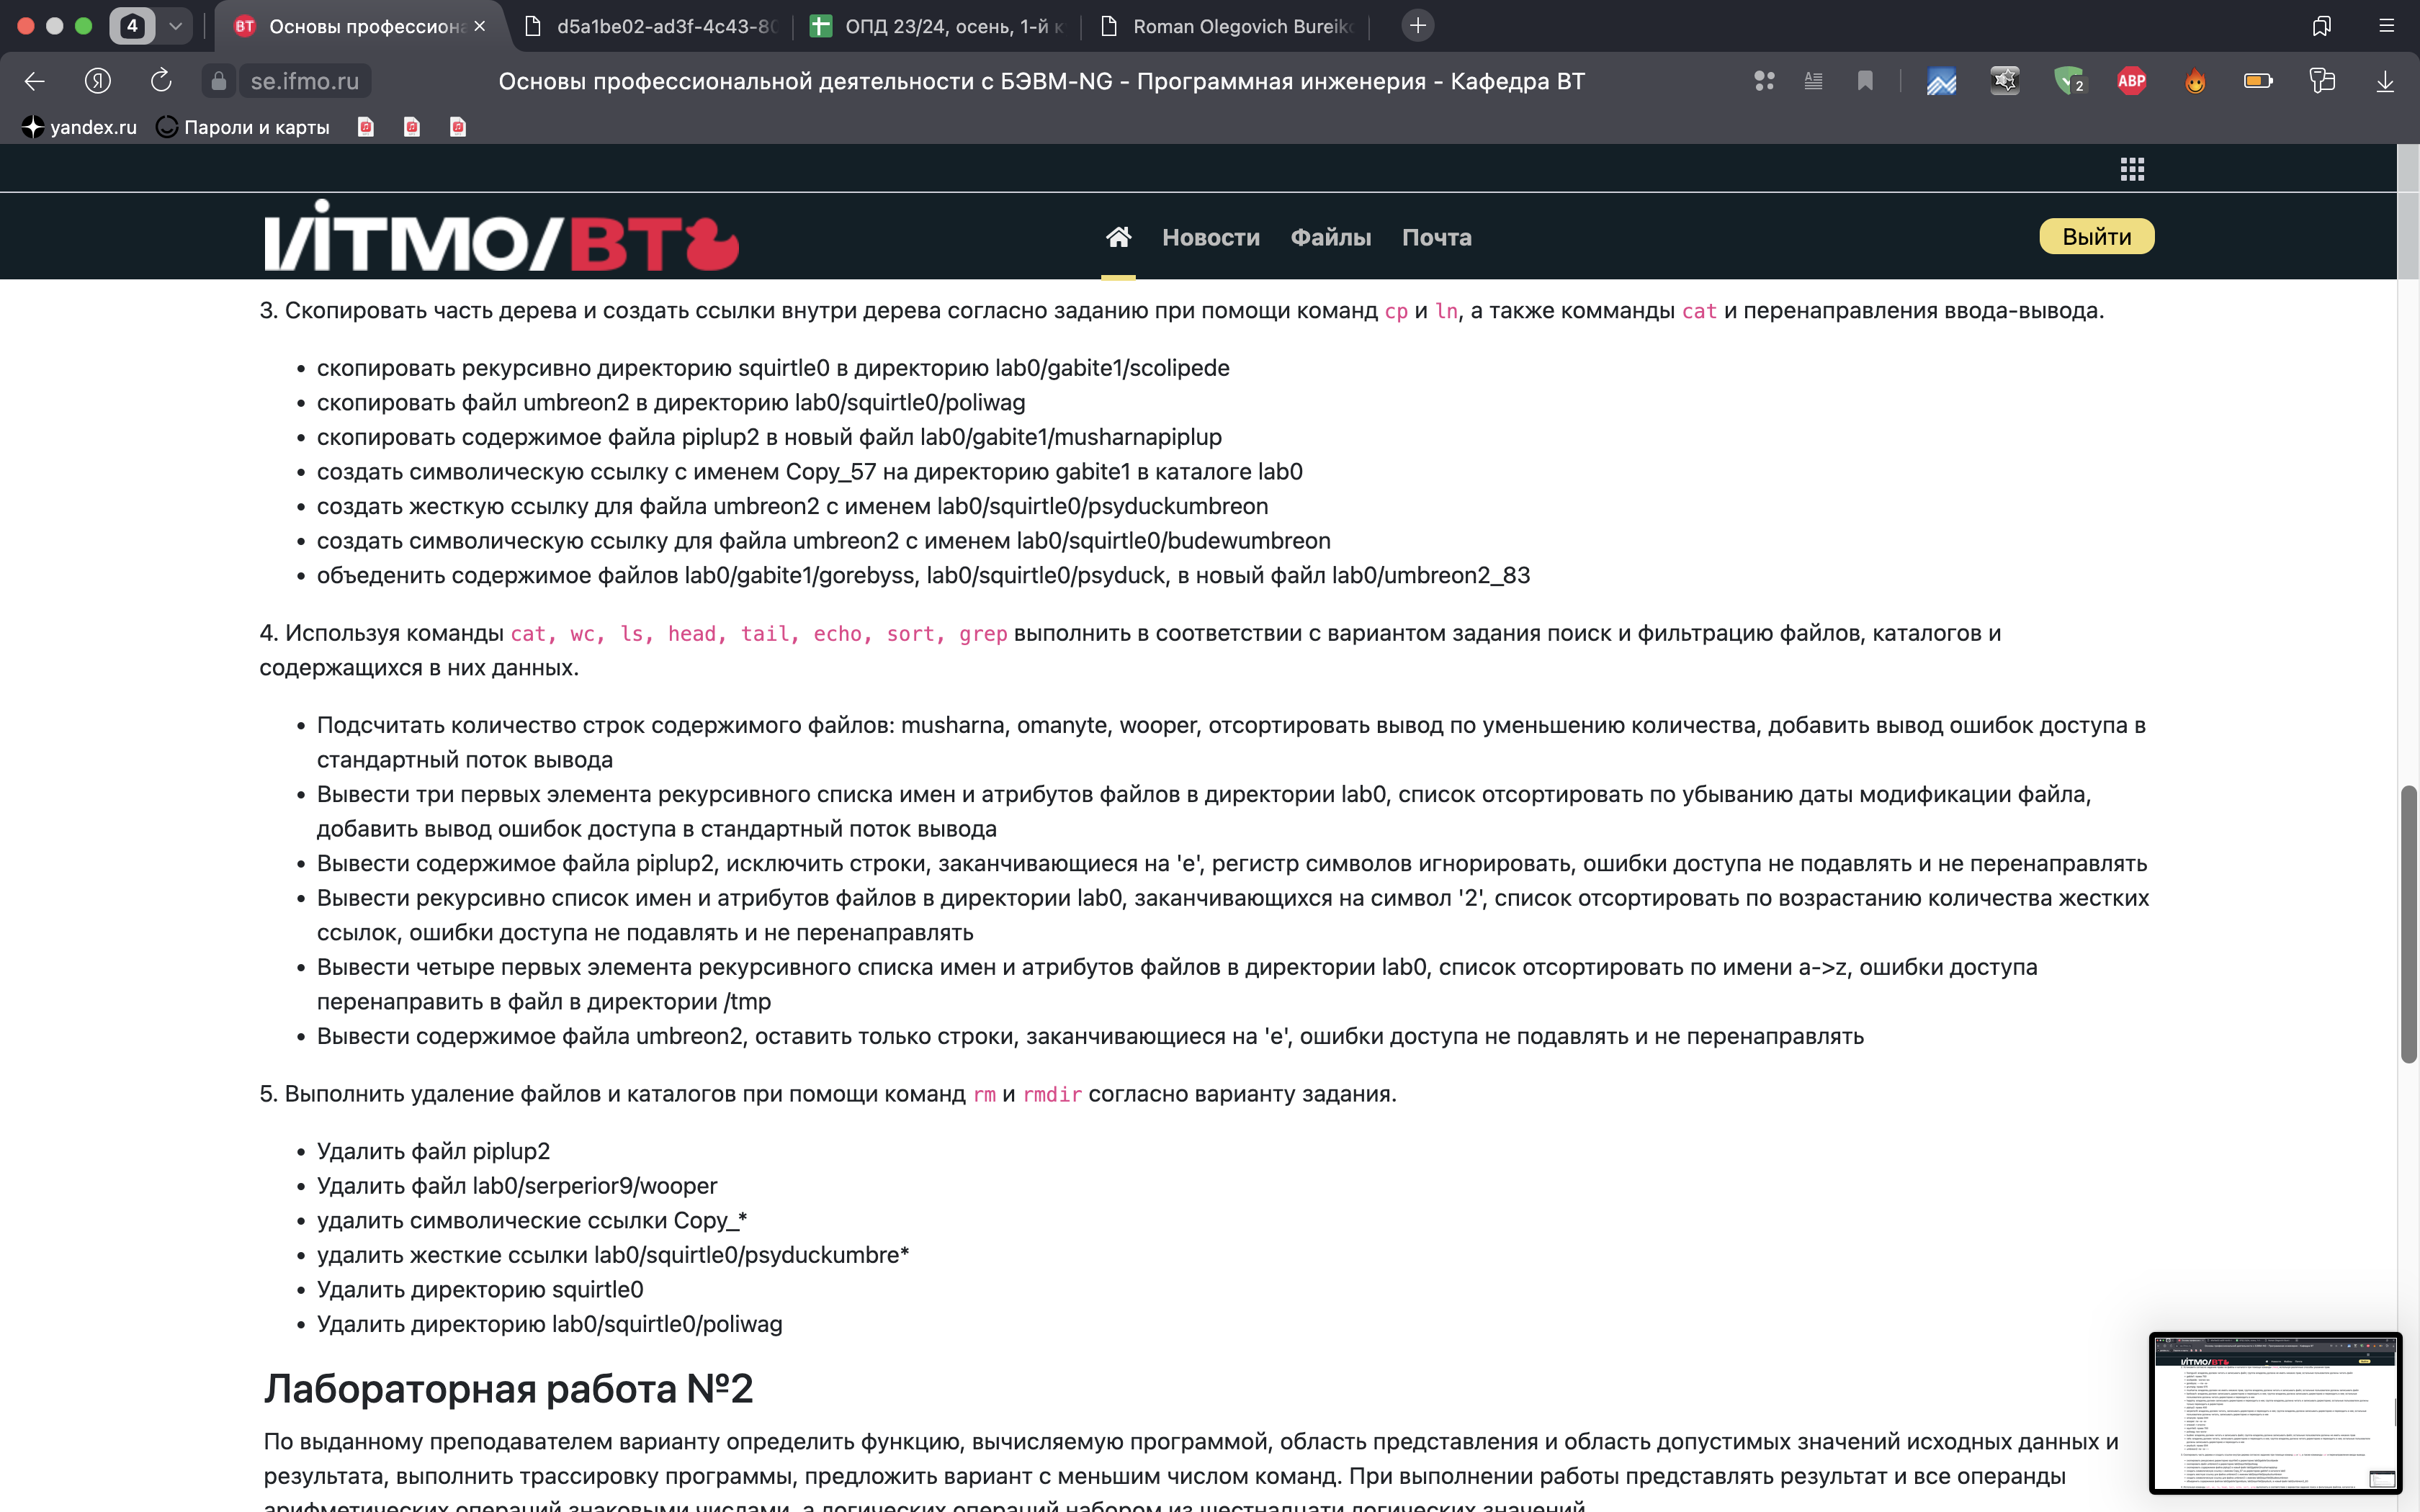 4
ВТ Основы профессиона
d5a1be02-ad3f-4c43-80
ОПД 23/24, осень, 1-й к
Roman Olegovich Bureiko
se.ifmo.ru
Основы профессиональной деятельности с БЭВМ-NG - Программная инженерия - Кафедра ВТ
2
ABP
yandex.ru
Пароли и карты
ИТМО/ВТ
Новости
Файлы
Почта
Выйти
3. Скопировать часть дерева и создать ссылки внутри дерева согласно заданию при помощи команд cp и ln, а также комманды cat и перенаправления ввода-вывода.
• скопировать рекурсивно директорию squirtle0 в директорию lab0/gabite1/scolipede
• скопировать файл umbreon2 в директорию lab0/squirtle0/poliwag
• скопировать содержимое файла piplup2 в новый файл lab0/gabite1/musharnapiplup
• создать символическую ссылку c именем Copy_57 на директорию gabite1 в каталоге lab0
• создать жесткую ссылку для файла umbreon2 с именем lab0/squirtle0/psyduckumbreon
• создать символическую ссылку для файла umbreon2 с именем lab0/squirtle0/budewumbreon
• объеденить содержимое файлов lab0/gabite1/gorebyss, lab0/squirtle0/psyduck, в новый файл lab0/umbreon2_83
4. Используя команды cat, wc, ls, head, tail, echo, sort, grep выполнить в соответствии с вариантом задания поиск и фильтрацию файлов, каталогов и
содержащихся в них данных.
• Подсчитать количество строк содержимого файлов: musharna, omanyte, wooper, отсортировать вывод по уменьшению количества, добавить вывод ошибок доступа в
стандартный поток вывода
• Вывести три первых элемента рекурсивного списка имен и атрибутов файлов в директории lab0, список отсортировать по убыванию даты модификации файла,
добавить вывод ошибок доступа в стандартный поток вывода
• Вывести содержимое файла piplup2, исключить строки, заканчивающиеся на 'e', регистр символов игнорировать, ошибки доступа не подавлять и не перенаправлять
• Вывести рекурсивно список имен и атрибутов файлов в директории lab0, заканчивающихся на символ '2', список отсортировать по возрастанию количества жестких
ссылок, ошибки доступа не подавлять и не перенаправлять
• Вывести четыре первых элемента рекурсивного списка имен и атрибутов файлов в директории lab0, список отсортировать по имени a->z, ошибки доступа
перенаправить в файл в директории /tmp
• Вывести содержимое файла umbreon2, оставить только строки, заканчивающиеся на 'e', ошибки доступа не подавлять и не перенаправлять
5. Выполнить удаление файлов и каталогов при помощи команд rm и rmdir согласно варианту задания.
• Удалить файл piplup2
• Удалить файл lab0/serperior9/wooper
• удалить символические ссылки Copy_*
• удалить жесткие ссылки lab0/squirtle0/psyduckumbre*
• Удалить директорию squirtle0
• Удалить директорию lab0/squirtle0/poliwag
Лабораторная работа №2
По выданному преподавателем варианту определить функцию, вычисляемую программой, область представления и область допустимых значений исходных данных и
результата, выполнить трассировку программы, предложить вариант с меньшим числом команд. При выполнении работы представлять результат и все операнды
арифметических операций знаковыми числами, а логических операций набором из шестнадцати логических значений.